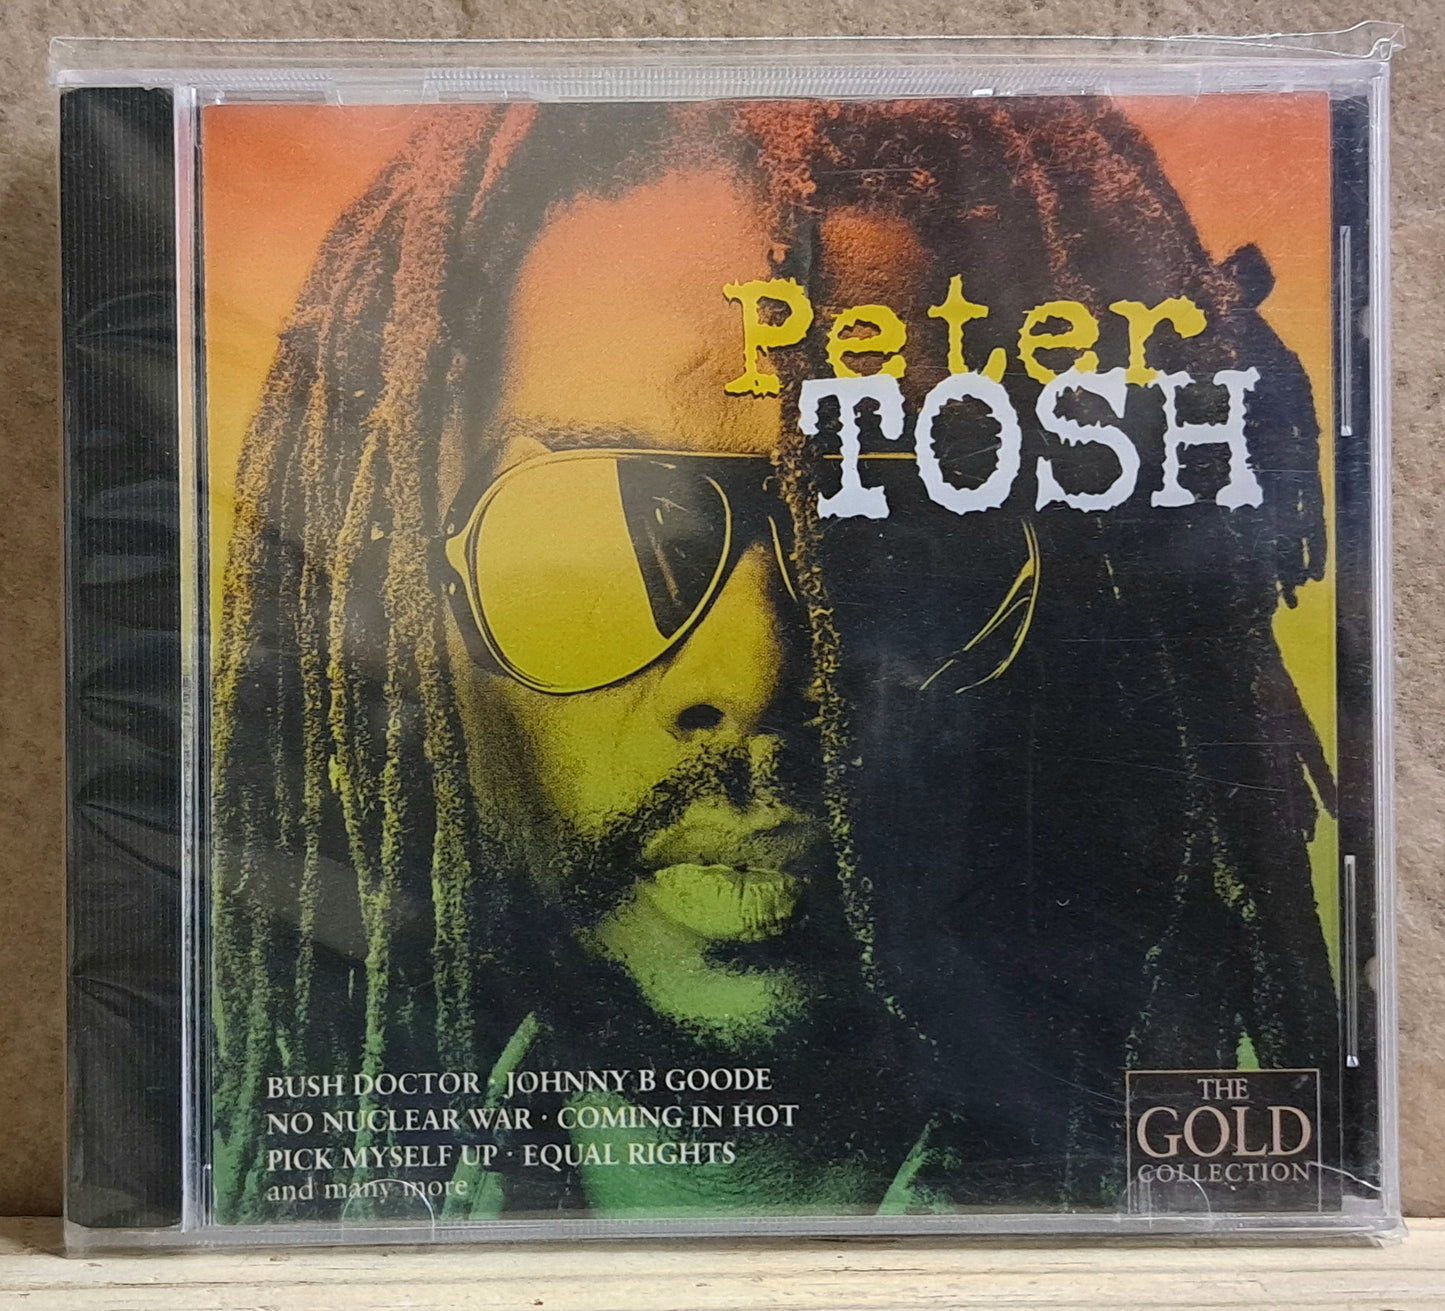 Peter
TOSH
BUSH DOCTOR · JOHNNY B GOODE
NO NUCLEAR WAR · COMING IN HOT
PICK MYSELF UP · EQUAL RIGHTS
and many more
THE
GOLD
COLLECTION